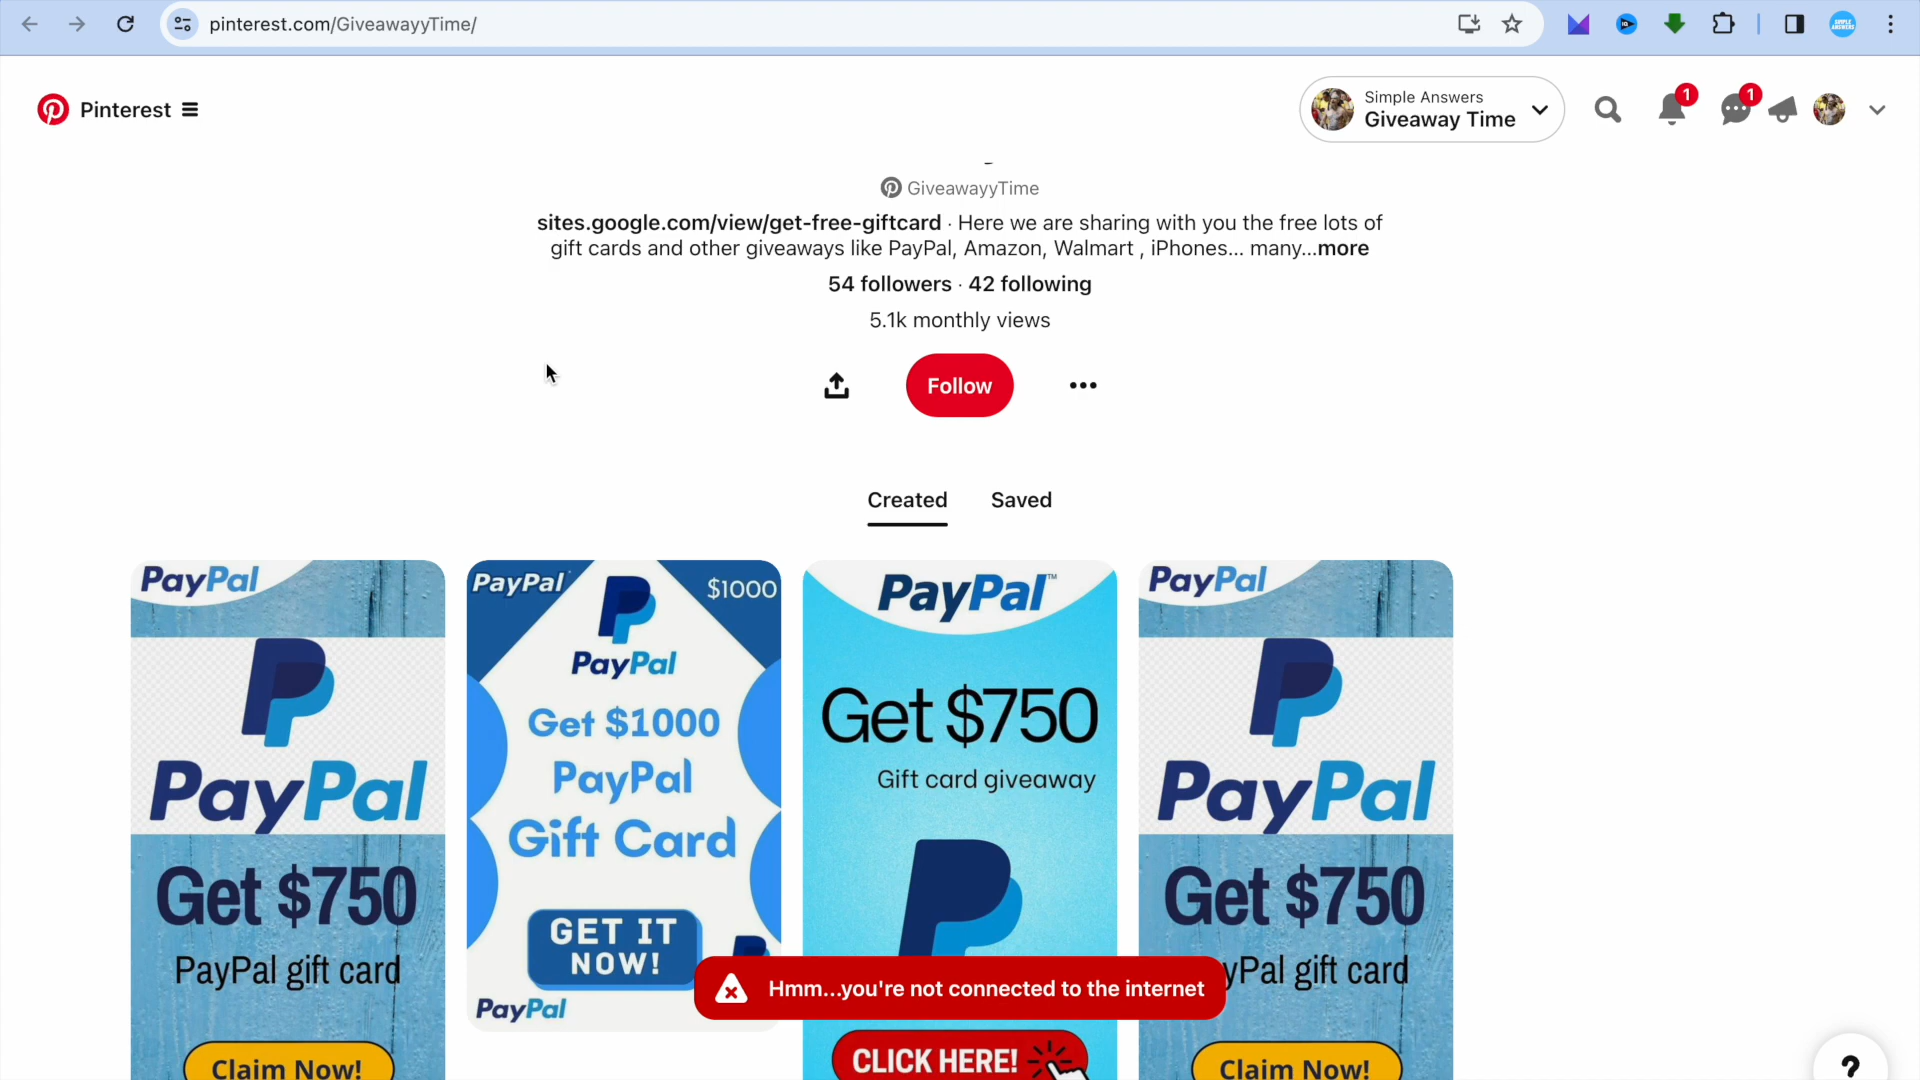 pinterest.com/GiveawayyTime/
Pinterest
Simple Answers
Giveaway Time
1
1
GiveawayyTime
sites.google.com/view/get-free-giftcard · Here we are sharing with you the free lots of
gift cards and other giveaways like PayPal, Amazon, Walmart , iPhones... many...more
54 followers · 42 following
5.1k monthly views
Follow
Created Saved
PayPal
PayPal
Get $750
PayPal gift card
Claim Now!
PayPal
$1000
PayPal
Get $1000
PayPal
Gift Card
GET IT
NOW!
PayPal
PayPal™
Get $750
Gift card giveaway
CLICK HERE!
PayPal
PayPal
Get $750
yPal gift card
Claim Now!
Hmm...you're not connected to the internet
?